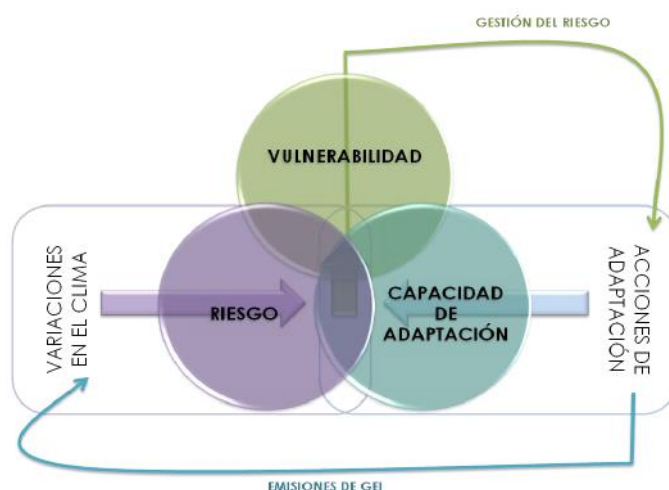 GESTIÓN DEL RIESGO
VULNERABILIDAD
VARIACIONES
EN EL CLIMA
RIESGO
CAPACIDAD
DE
ADAPTACIÓN
ACCIONES DE
ADAPTACIÓN
EMISIONES DE GEI